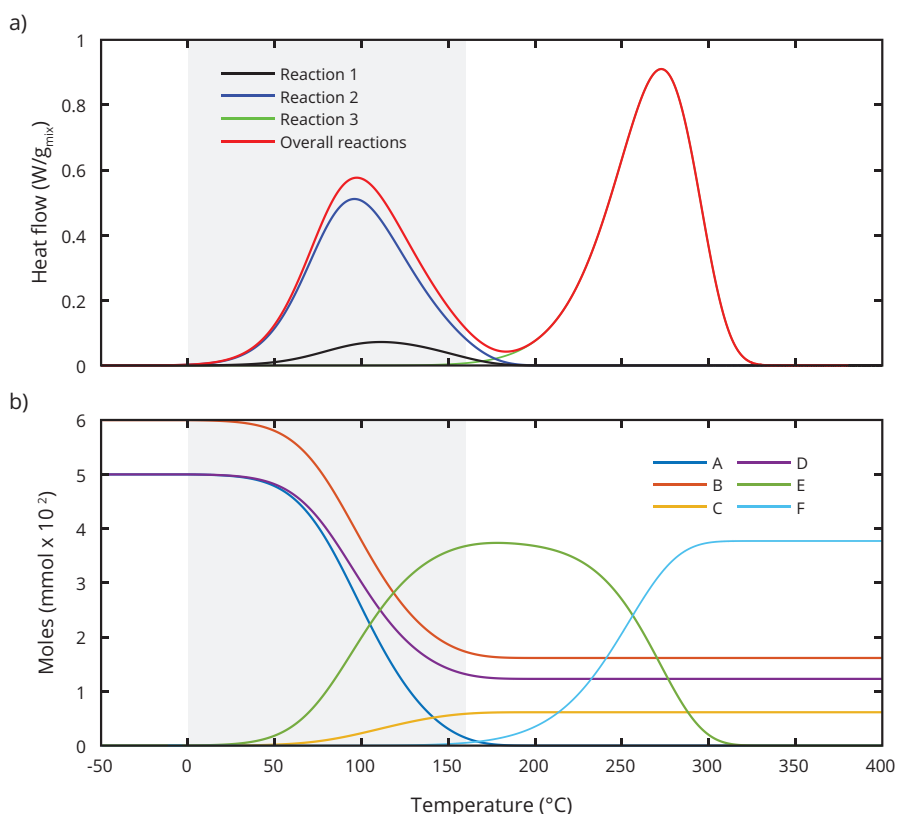 a)
1
0.8
0.6
0.4
0.2
0
Heat flow (W/g_mix)
Reaction 1
Reaction 2
Reaction 3
Overall reactions
b)
6
5
4
3
2
1
0
Moles (mmol x 10^2)
A D
B E
C F
-50 0 50 100 150 200 250 300 350 400
Temperature (°C)